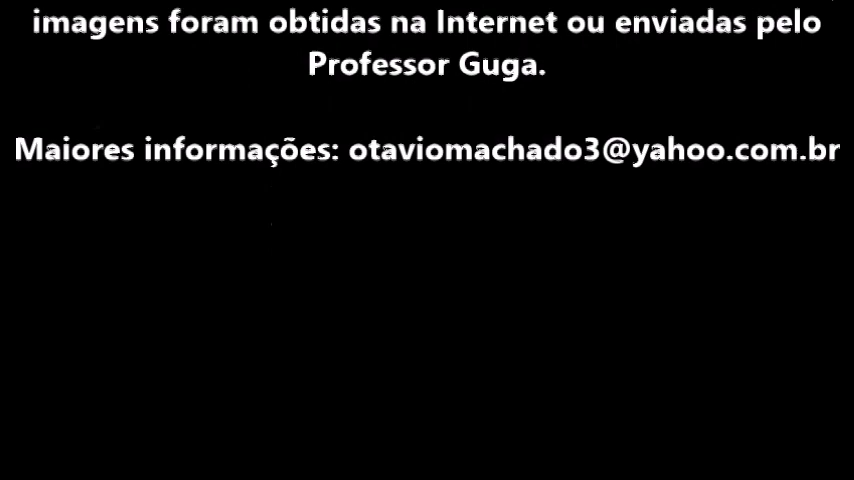 imagens foram obtidas na Internet ou enviadas pelo
Professor Guga.
Maiores informações: otaviomachado3@yahoo.com.br